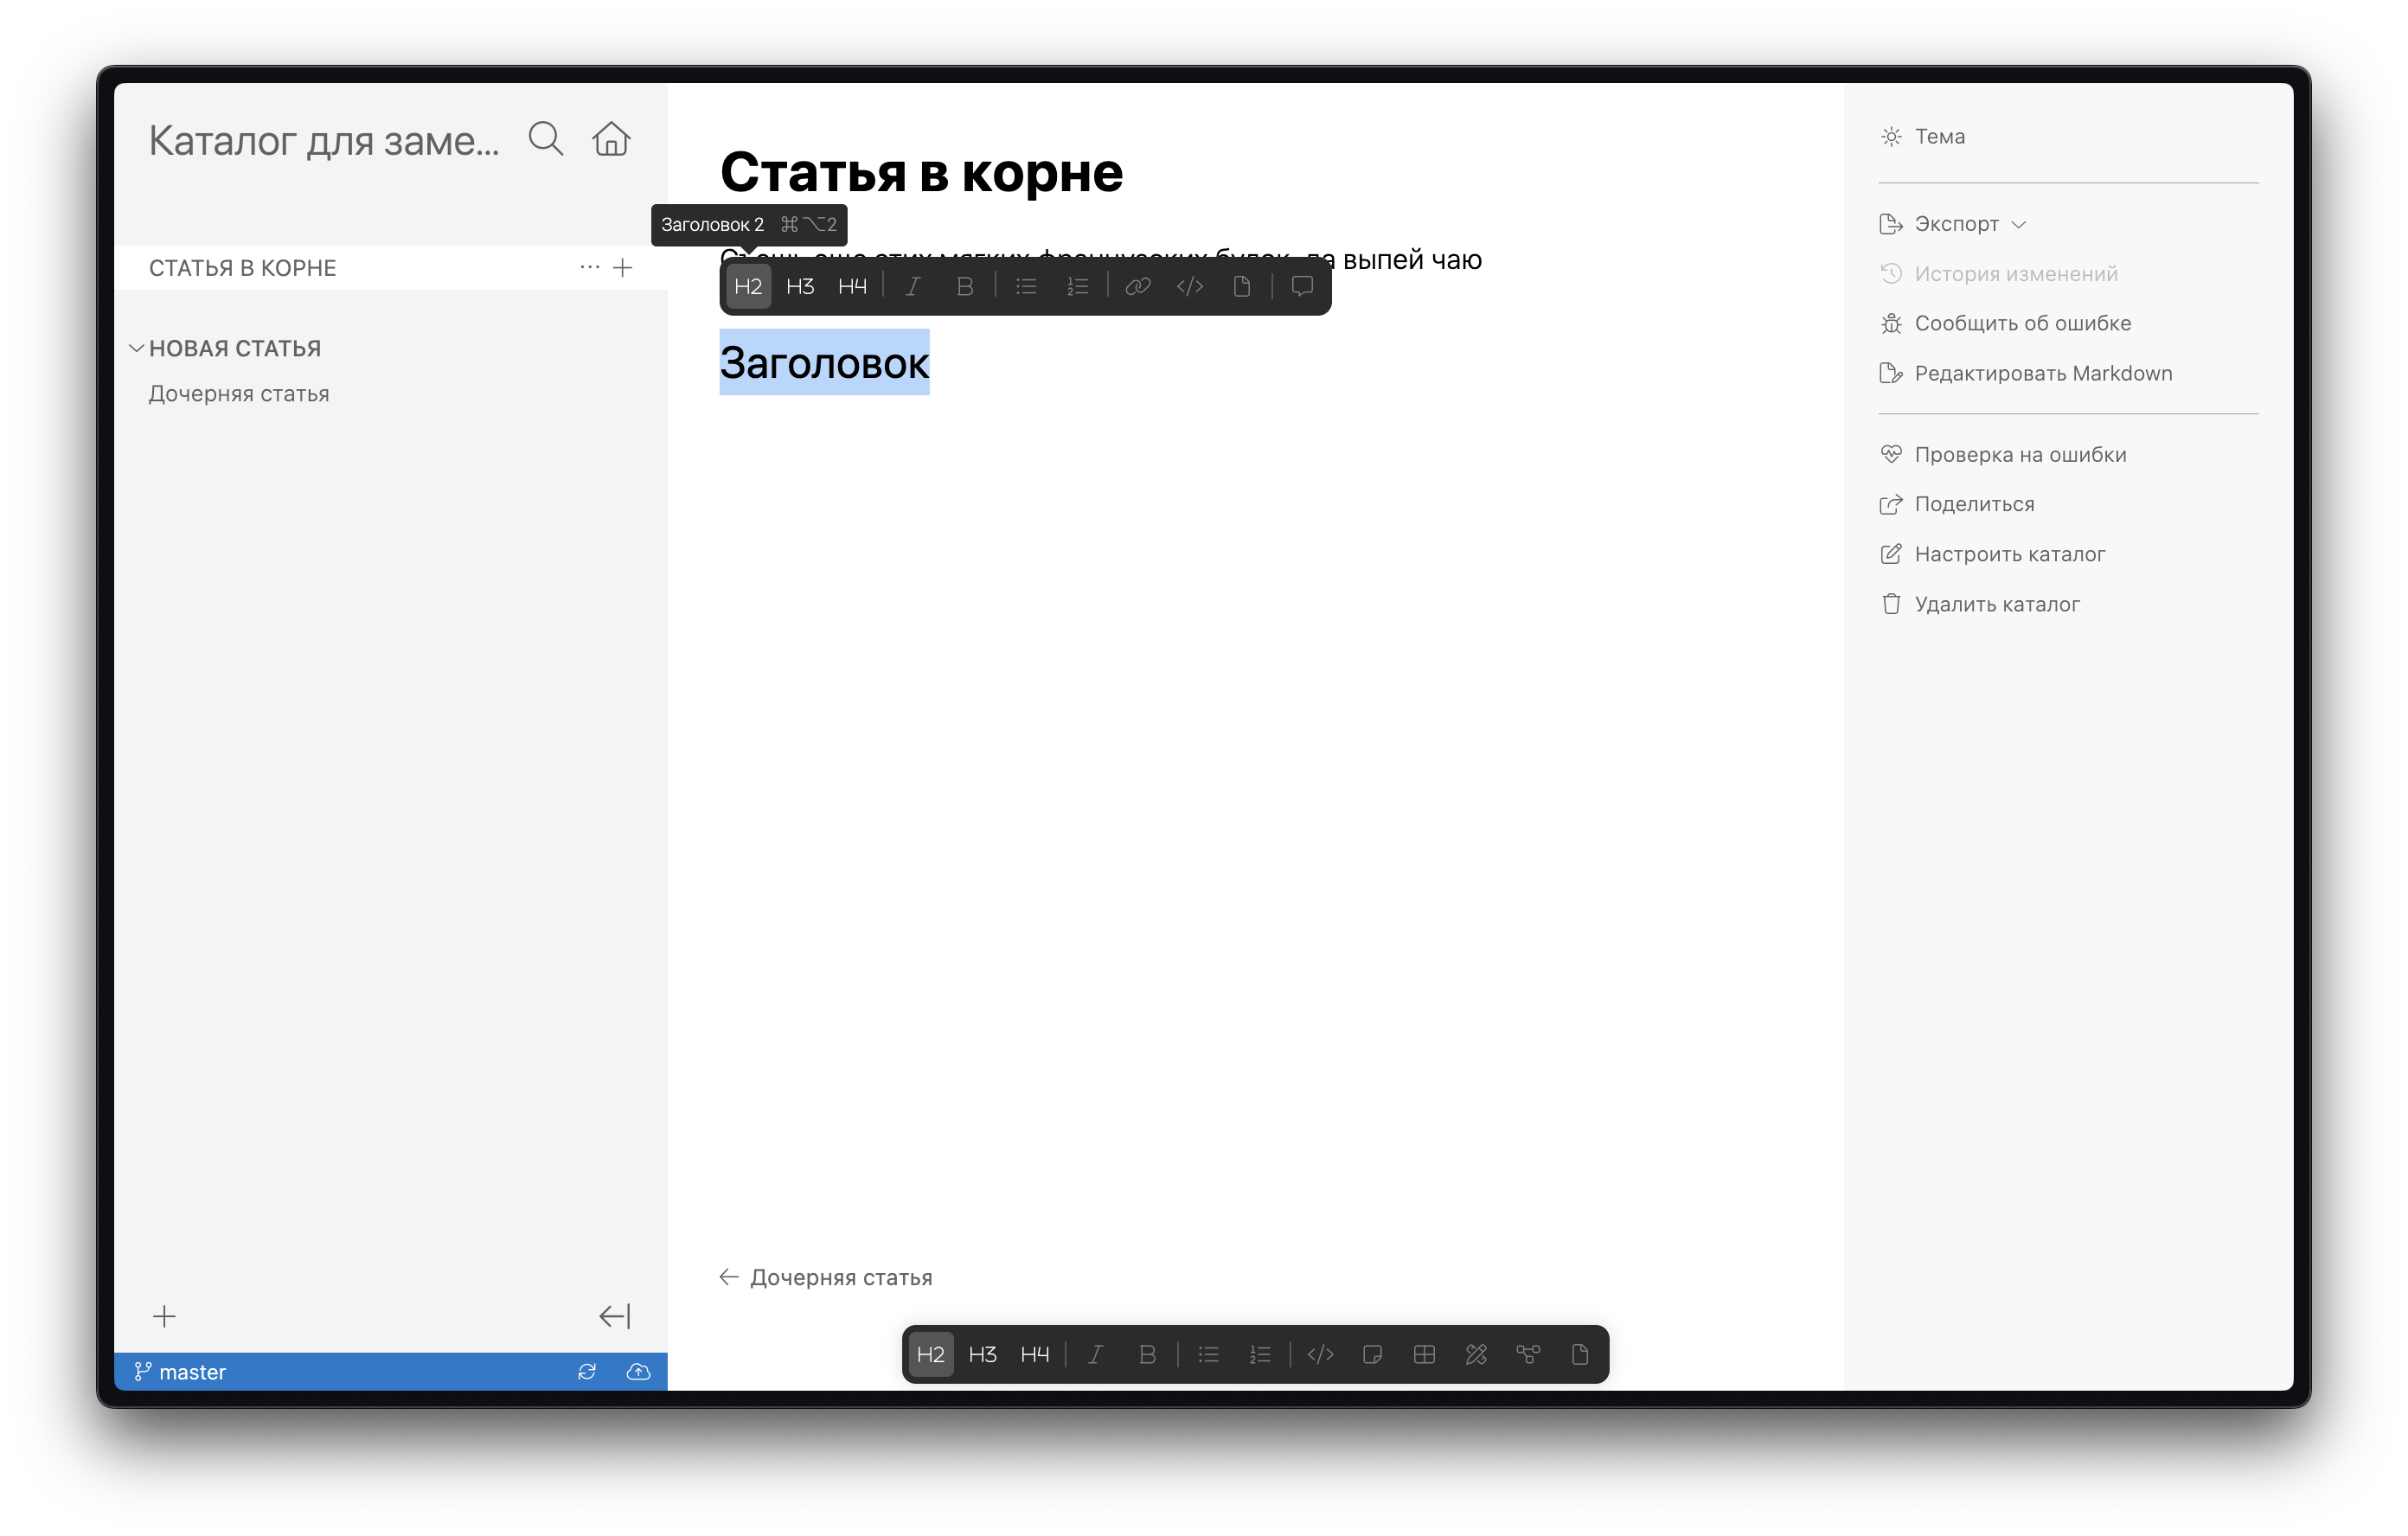 Каталог для заме...
СТАТЬЯ В КОРНЕ
НОВАЯ СТАТЬЯ
Дочерняя статья
master
Статья в корне
Заголовок 2 ⌘⌥2
да выпей чаю
H2 H3 H4 I B </>
Заголовок
← Дочерняя статья
H2 H3 H4 I B </>
Тема
Экспорт
История изменений
Сообщить об ошибке
Редактировать Markdown
Проверка на ошибки
Поделиться
Настроить каталог
Удалить каталог